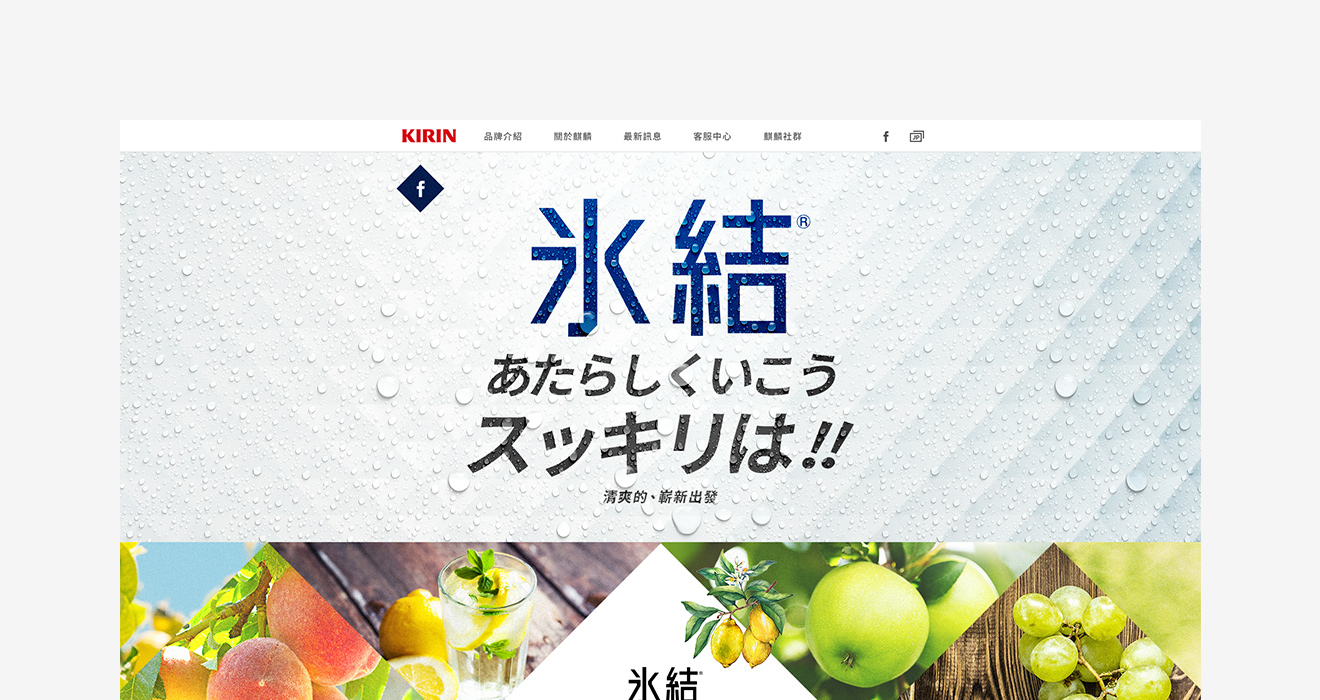 KIRIN 品牌介紹 關於麒麟 最新訊息 客服中心 麒麟社群 f JP
f
氷結®
あたらしくいこう
スッキリは!!
清爽的、嶄新出發
氷結®